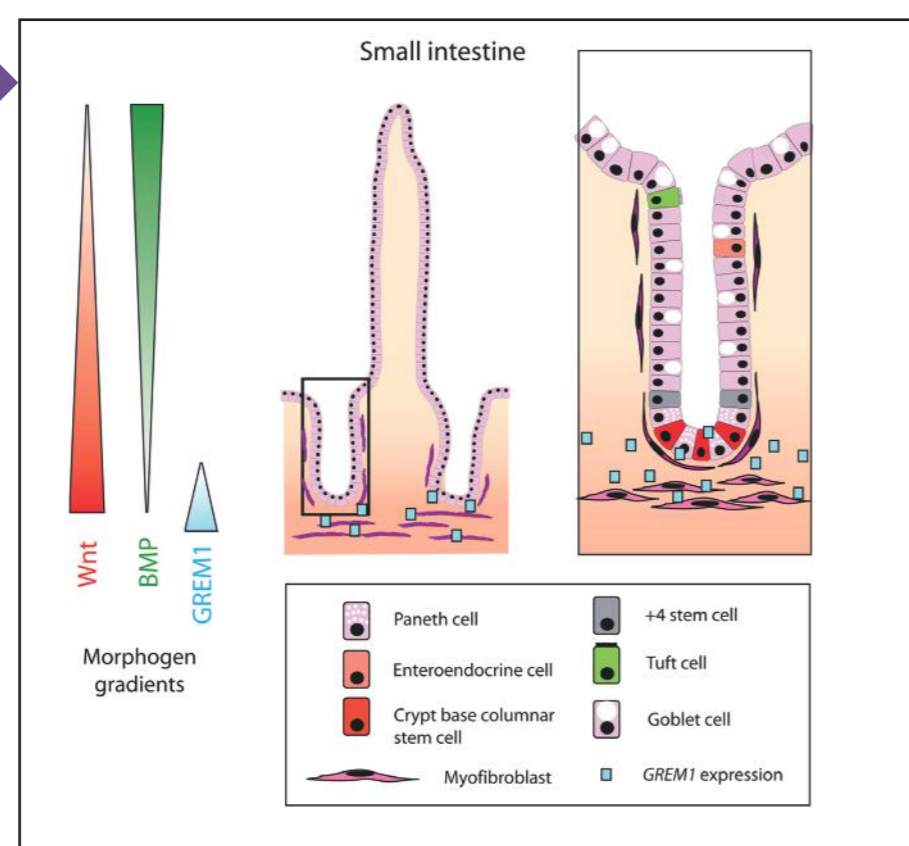 Small intestine
Wnt
BMP
GREM1
Morphogen
gradients
Paneth cell
+4 stem cell
Enteroendocrine cell
Tuft cell
Crypt base columnar
stem cell
Goblet cell
Myofibroblast
GREM1 expression